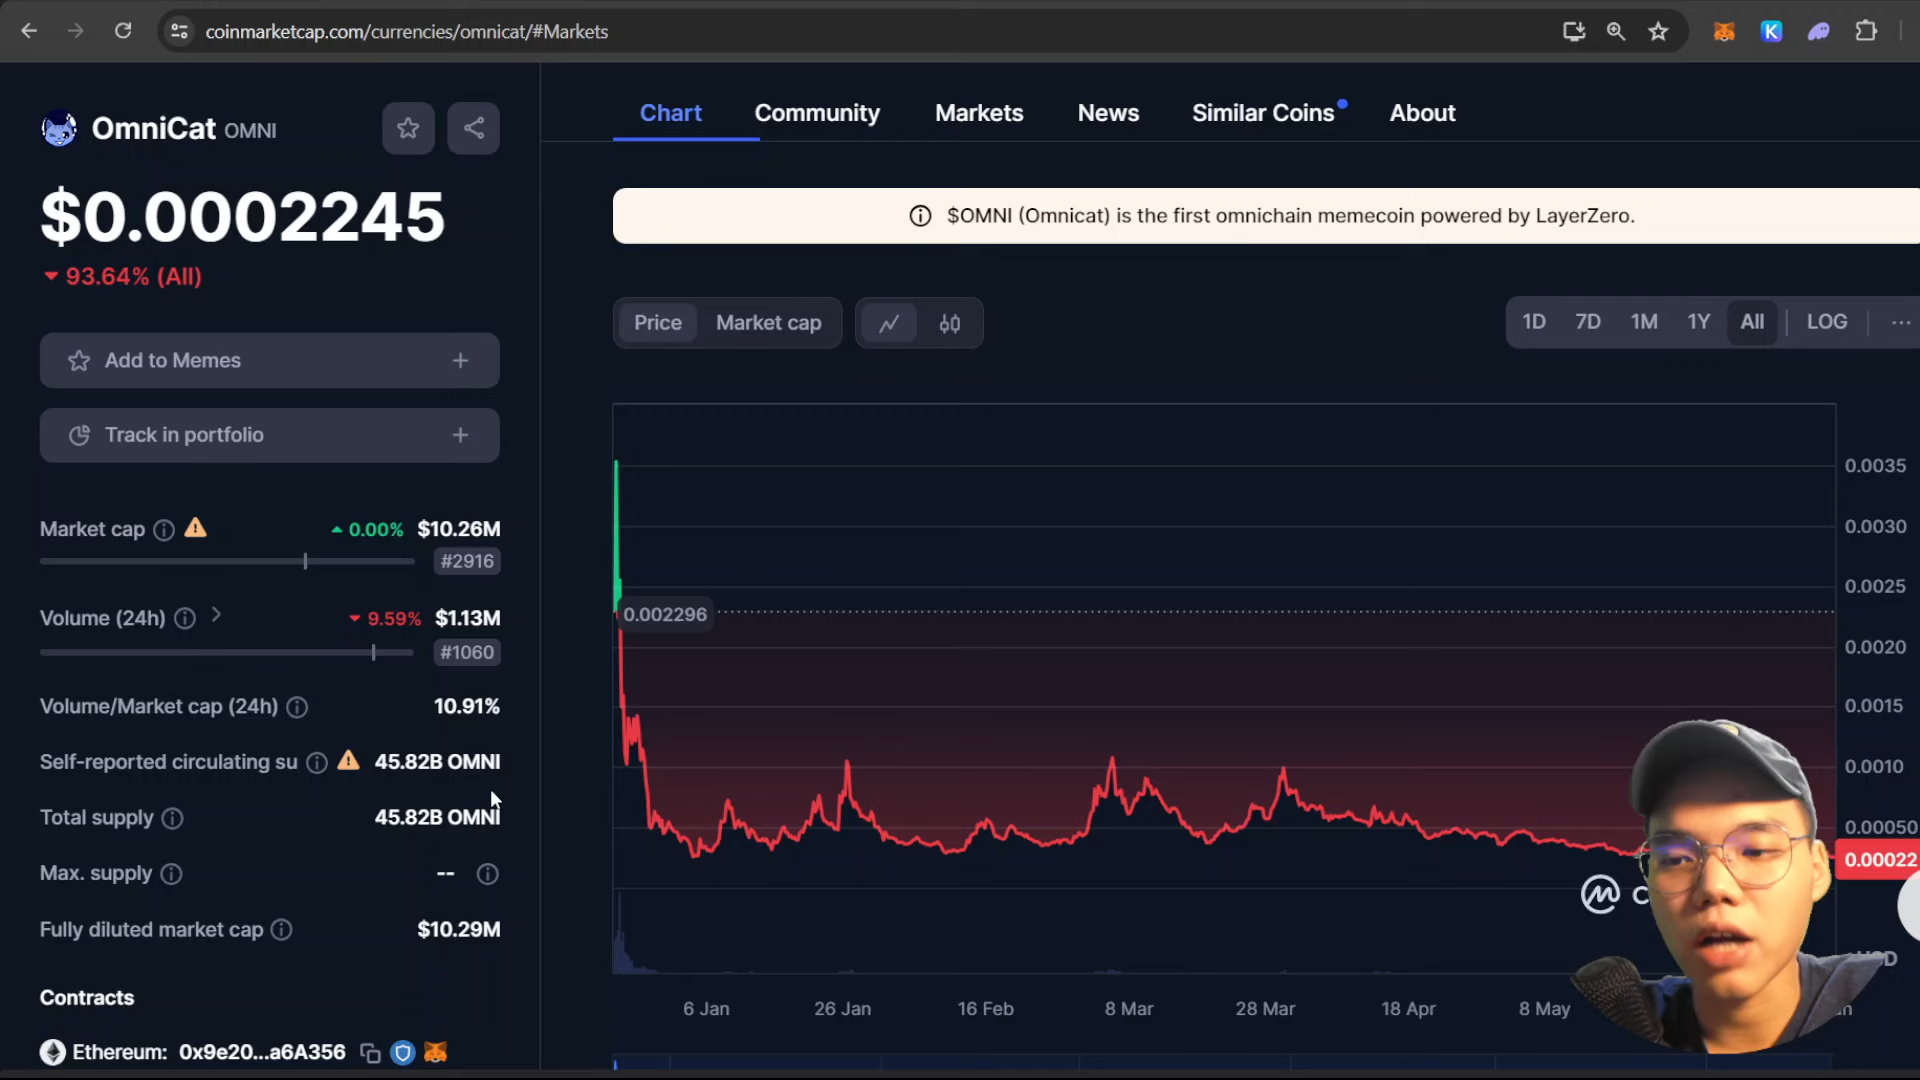 coinmarketcap.com/currencies/omnicat/#Markets
OmniCat OMNI
$0.0002245
93.64% (All)
Add to Memes
Track in portfolio
Market cap 0.00% $10.26M
#2916
Volume (24h) 9.59% $1.13M
#1060
Volume/Market cap (24h) 10.91%
Self-reported circulating su 45.82B OMNI
Total supply 45.82B OMNI
Max. supply --
Fully diluted market cap $10.29M
Contracts
Ethereum: 0x9e20...a6A356
Chart Community Markets News Similar Coins About
$OMNI (Omnicat) is the first omnichain memecoin powered by LayerZero.
Price Market cap
1D 7D 1M 1Y All LOG
0.0035
0.0030
0.0025
0.002296
0.0020
0.0015
0.0010
0.00050
0.00022
C
6 Jan 26 Jan 16 Feb 8 Mar 28 Mar 18 Apr 8 May